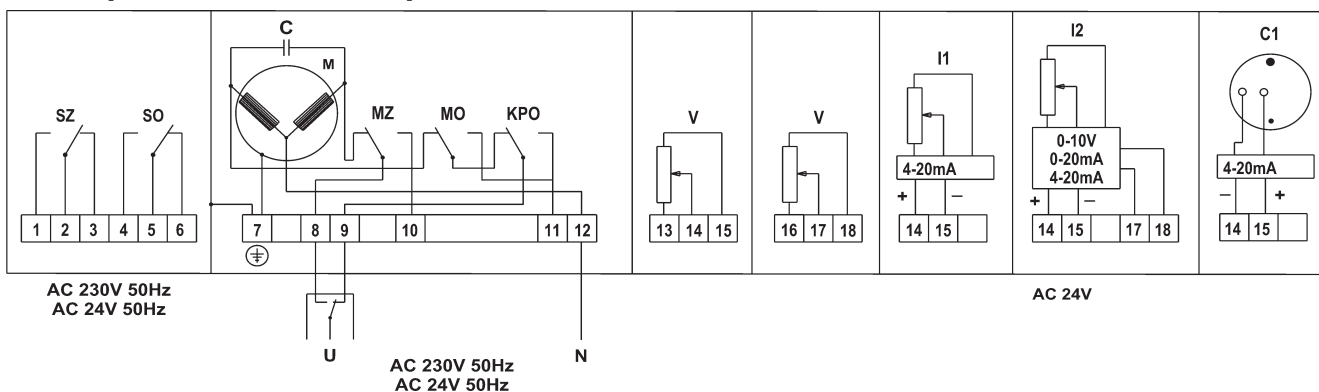 C
M
SZ
SO
MZ
MO
KPO
V
V
I1
I2
C1
4-20mA
0-10V
0-20mA
4-20mA
4-20mA
+
–
+
–
–
+
1 2 3 4 5 6
7 8 9 10 11 12
13 14 15
16 17 18
14 15
14 15 17 18
14 15
AC 230V 50Hz
AC 24V 50Hz
AC 24V
U
N
AC 230V 50Hz
AC 24V 50Hz